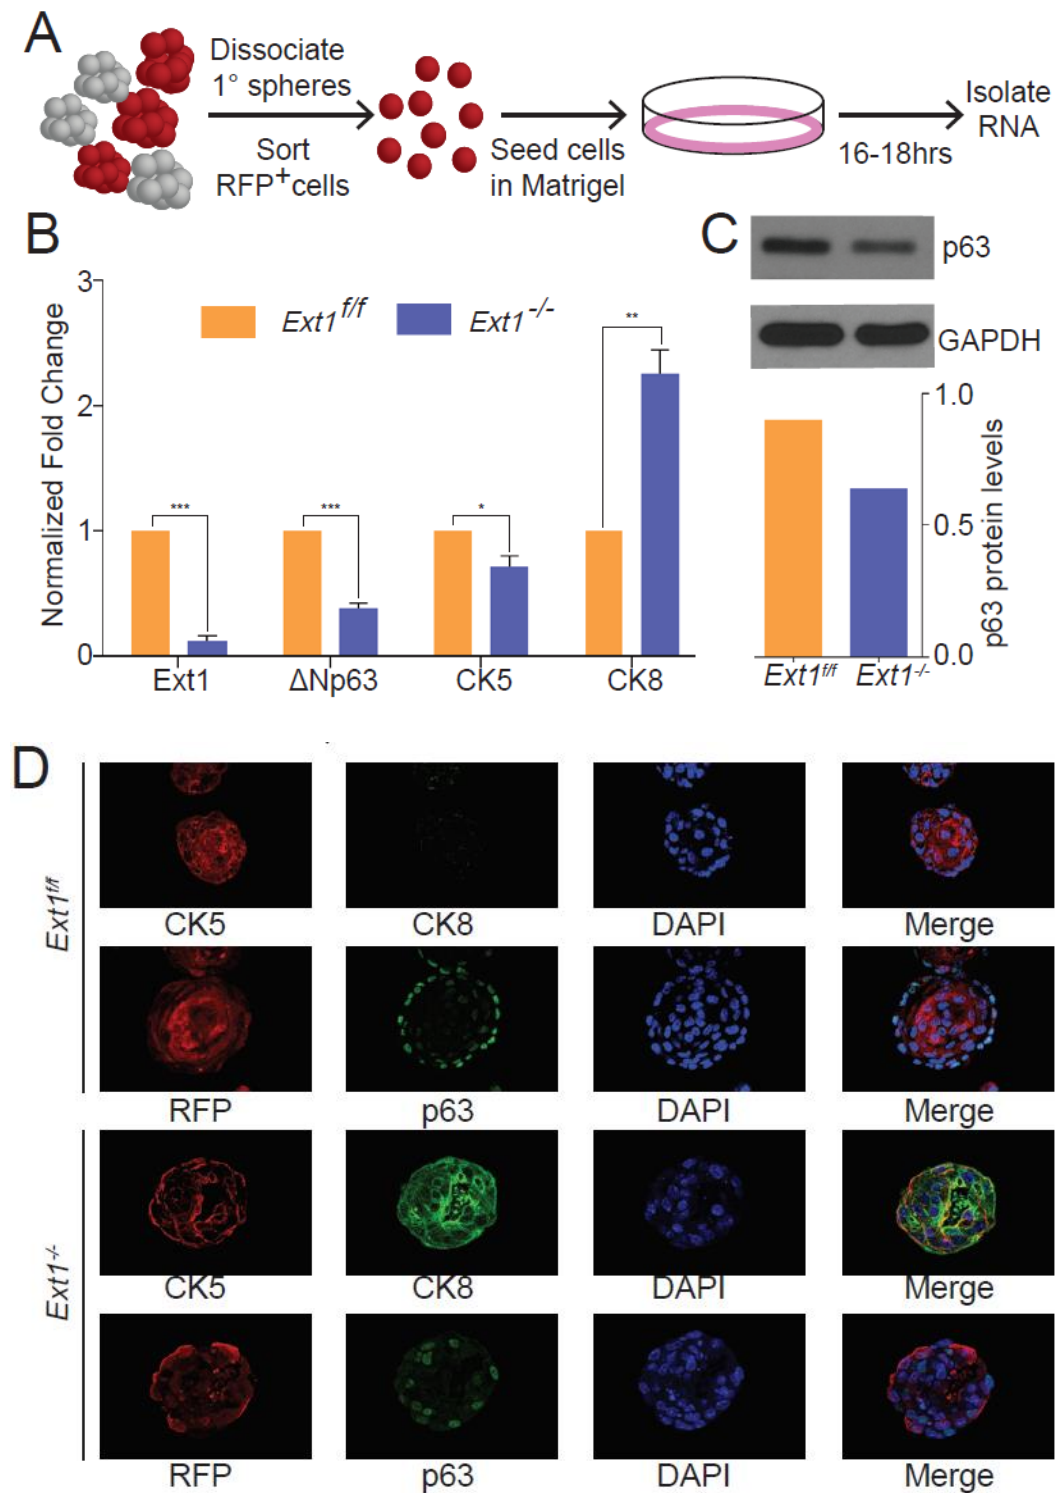 A
Dissociate
1° spheres
Sort
RFP⁺cells
Seed cells
in Matrigel
16-18hrs
Isolate
RNA
B
Normalized Fold Change
3
2
1
0
Ext1 f/f
Ext1 -/-
***
***
*
**
Ext1
ΔNp63
CK5
CK8
C
p63
GAPDH
1.0
0.5
0.0
p63 protein levels
Ext1f/f
Ext1-/-
D
Ext1f/f
CK5 CK8 DAPI Merge
RFP p63 DAPI Merge
Ext1-/-
CK5 CK8 DAPI Merge
RFP p63 DAPI Merge